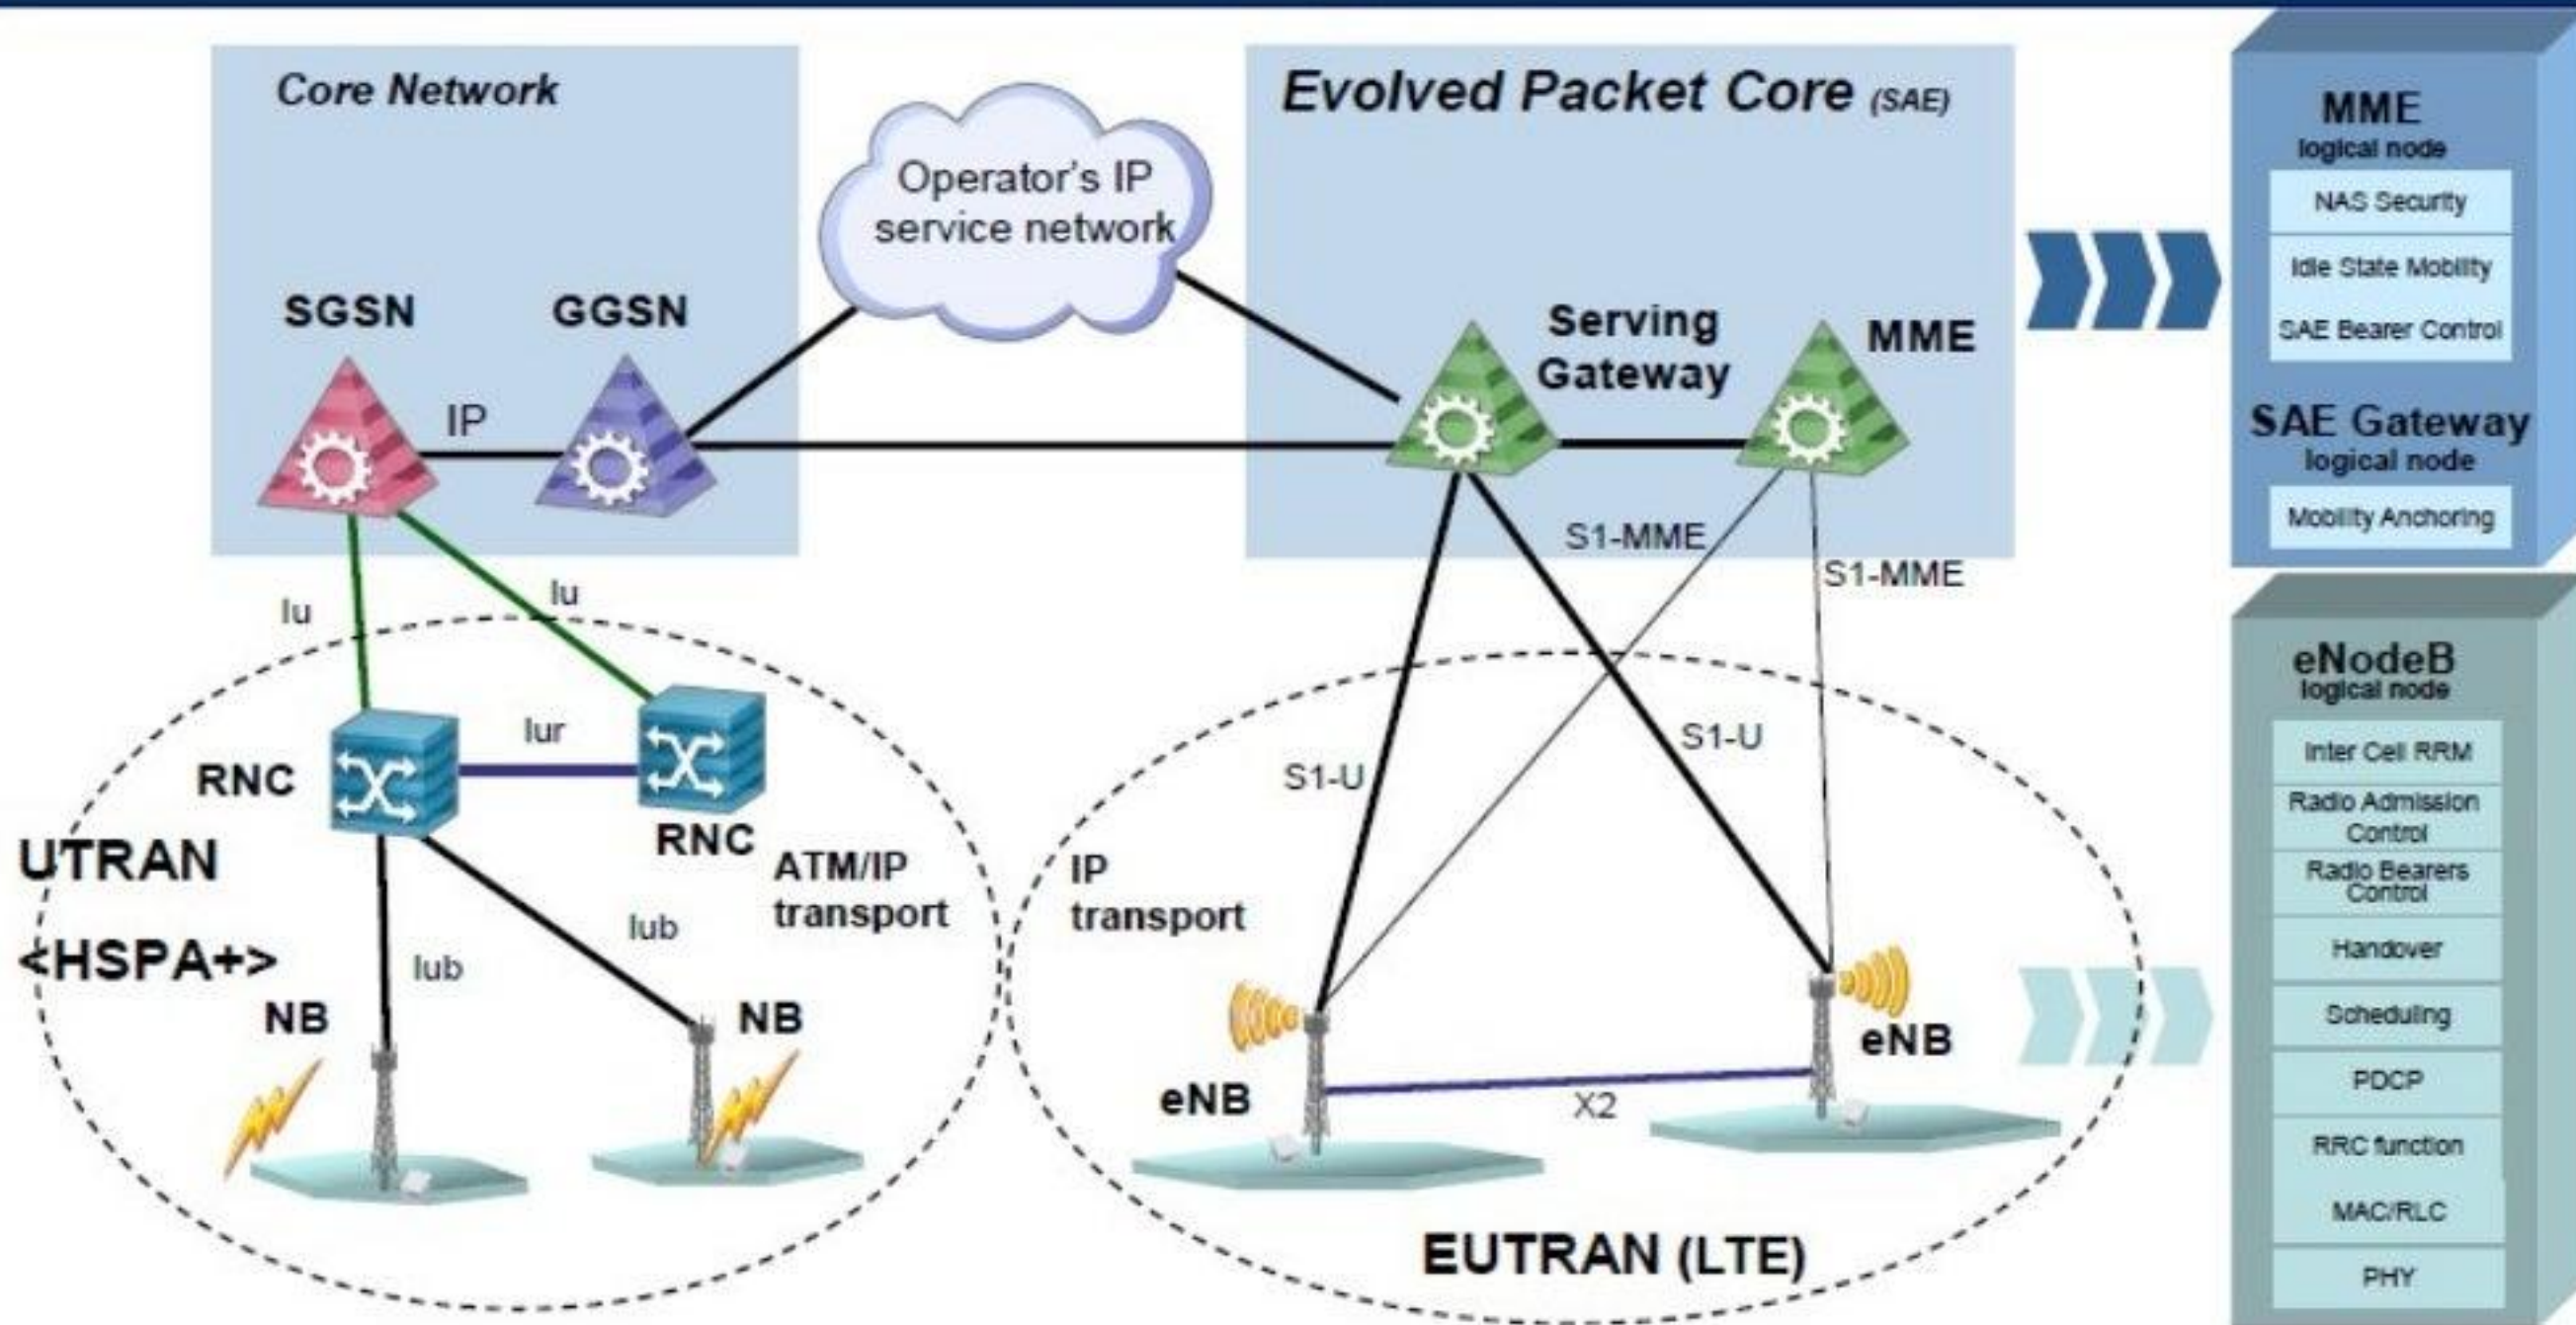 Core Network
Evolved Packet Core (SAE)
Operator's IP
service network
SGSN
GGSN
IP
Serving
Gateway
MME
Iu
Iu
S1-MME
S1-MME
RNC
Iur
RNC
S1-U
S1-U
UTRAN
<HSPA+>
ATM/IP
transport
IP
transport
Iub
Iub
NB
NB
eNB
eNB
X2
EUTRAN (LTE)
MME
logical node
NAS Security
Idle State Mobility
SAE Bearer Control
SAE Gateway
logical node
Mobility Anchoring
eNodeB
logical node
Inter Cell RRM
Radio Admission
Control
Radio Bearers
Control
Handover
Scheduling
PDCP
RRC function
MAC/RLC
PHY